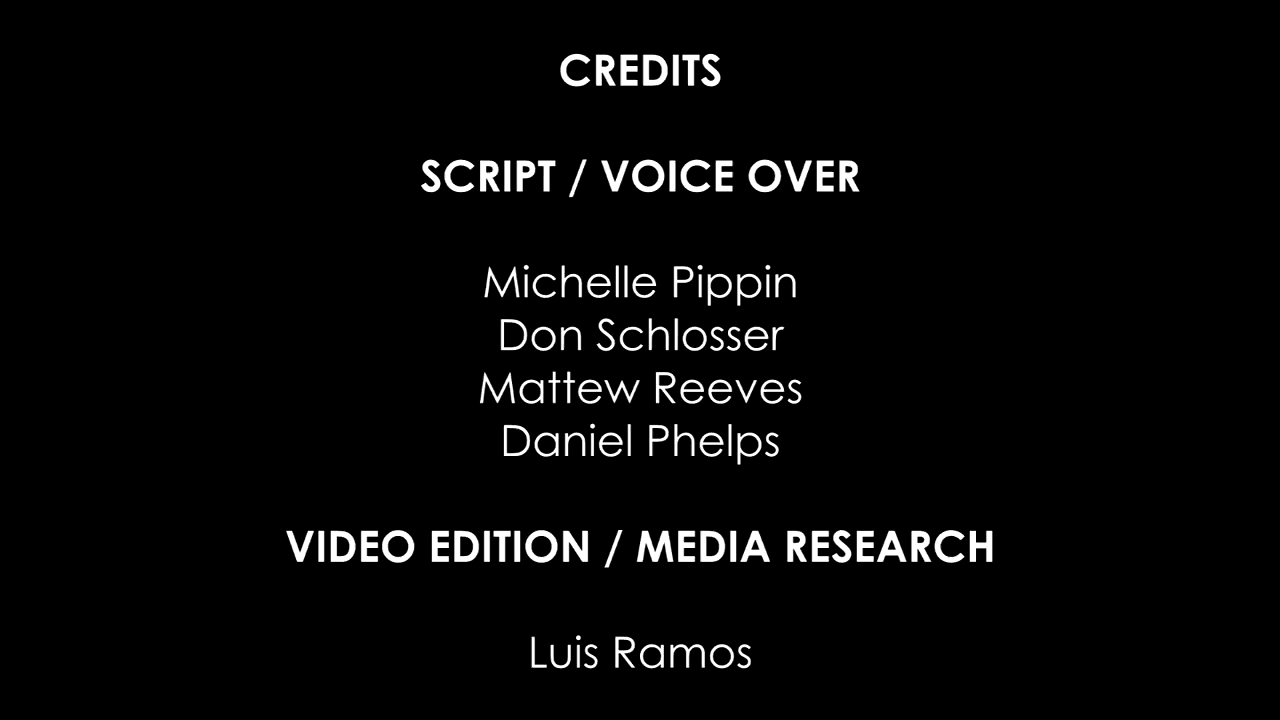 CREDITS
SCRIPT / VOICE OVER
Michelle Pippin
Don Schlosser
Mattew Reeves
Daniel Phelps
VIDEO EDITION / MEDIA RESEARCH
Luis Ramos